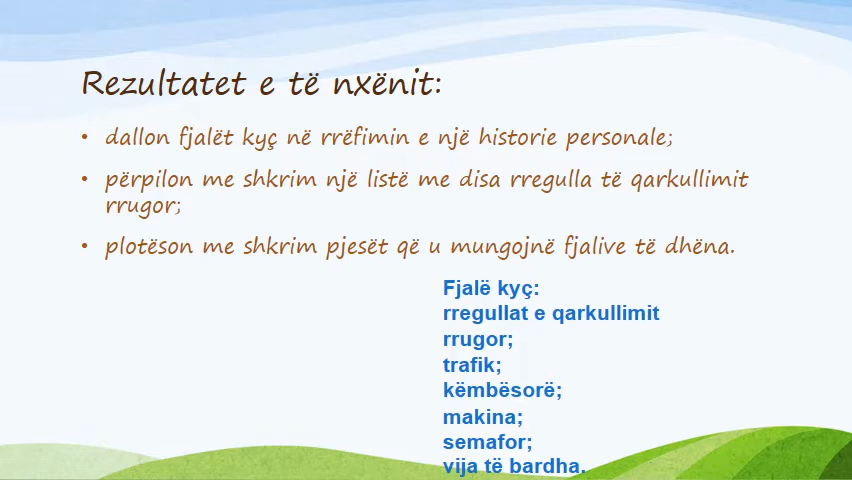 Rezultatet e të nxënit:
• dallon fjalët kyç në rrëfimin e një historie personale;
• përpilon me shkrim një listë me disa rregulla të qarkullimit
rrugor;
• plotëson me shkrim pjesët që u mungojnë fjalive të dhëna.
Fjalë kyç:
rregullat e qarkullimit
rrugor;
trafik;
këmbësorë;
makina;
semafor;
vija të bardha.